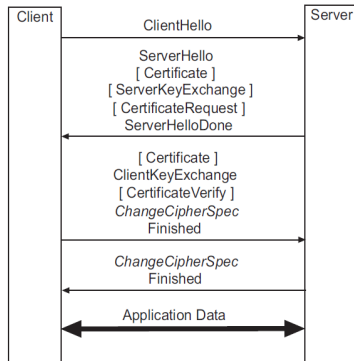 Client
Server
ClientHello
ServerHello
[ Certificate ]
[ ServerKeyExchange ]
[ CertificateRequest ]
ServerHelloDone
[ Certificate ]
ClientKeyExchange
[ CertificateVerify ]
ChangeCipherSpec
Finished
ChangeCipherSpec
Finished
Application Data